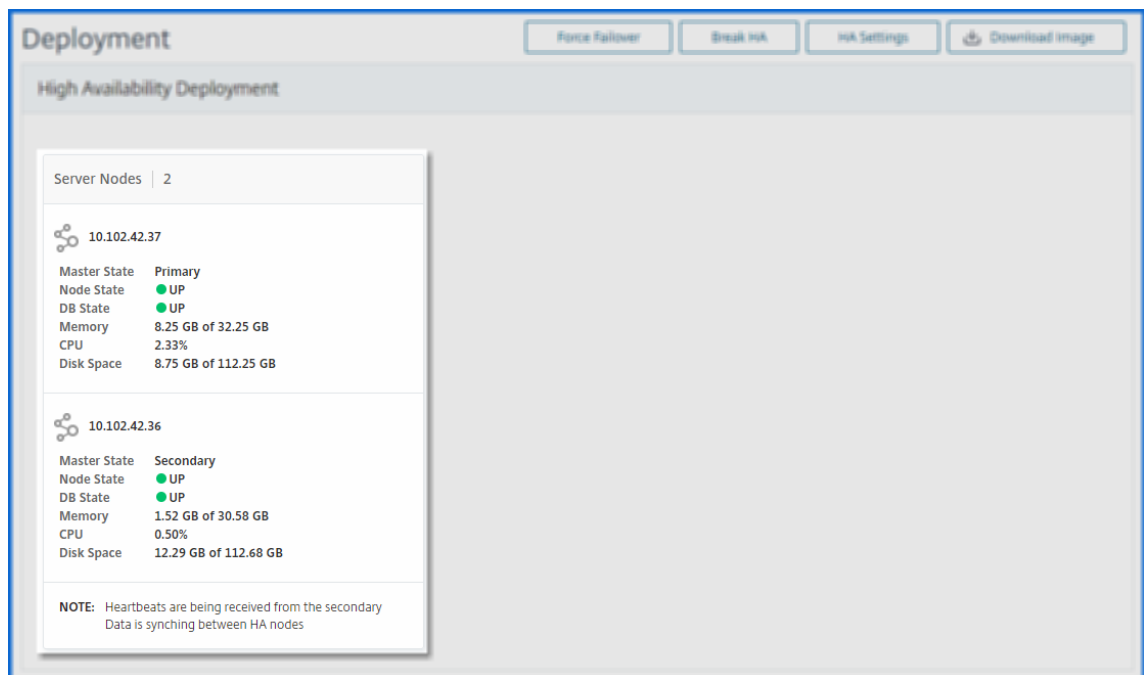 Deployment
Force Failover
Break HA
HA Settings
Download Image
High Availability Deployment
Server Nodes | 2
10.102.42.37
Master State Primary
Node State UP
DB State UP
Memory 8.25 GB of 32.25 GB
CPU 2.33%
Disk Space 8.75 GB of 112.25 GB
10.102.42.36
Master State Secondary
Node State UP
DB State UP
Memory 1.52 GB of 30.58 GB
CPU 0.50%
Disk Space 12.29 GB of 112.68 GB
NOTE: Heartbeats are being received from the secondary
Data is synching between HA nodes